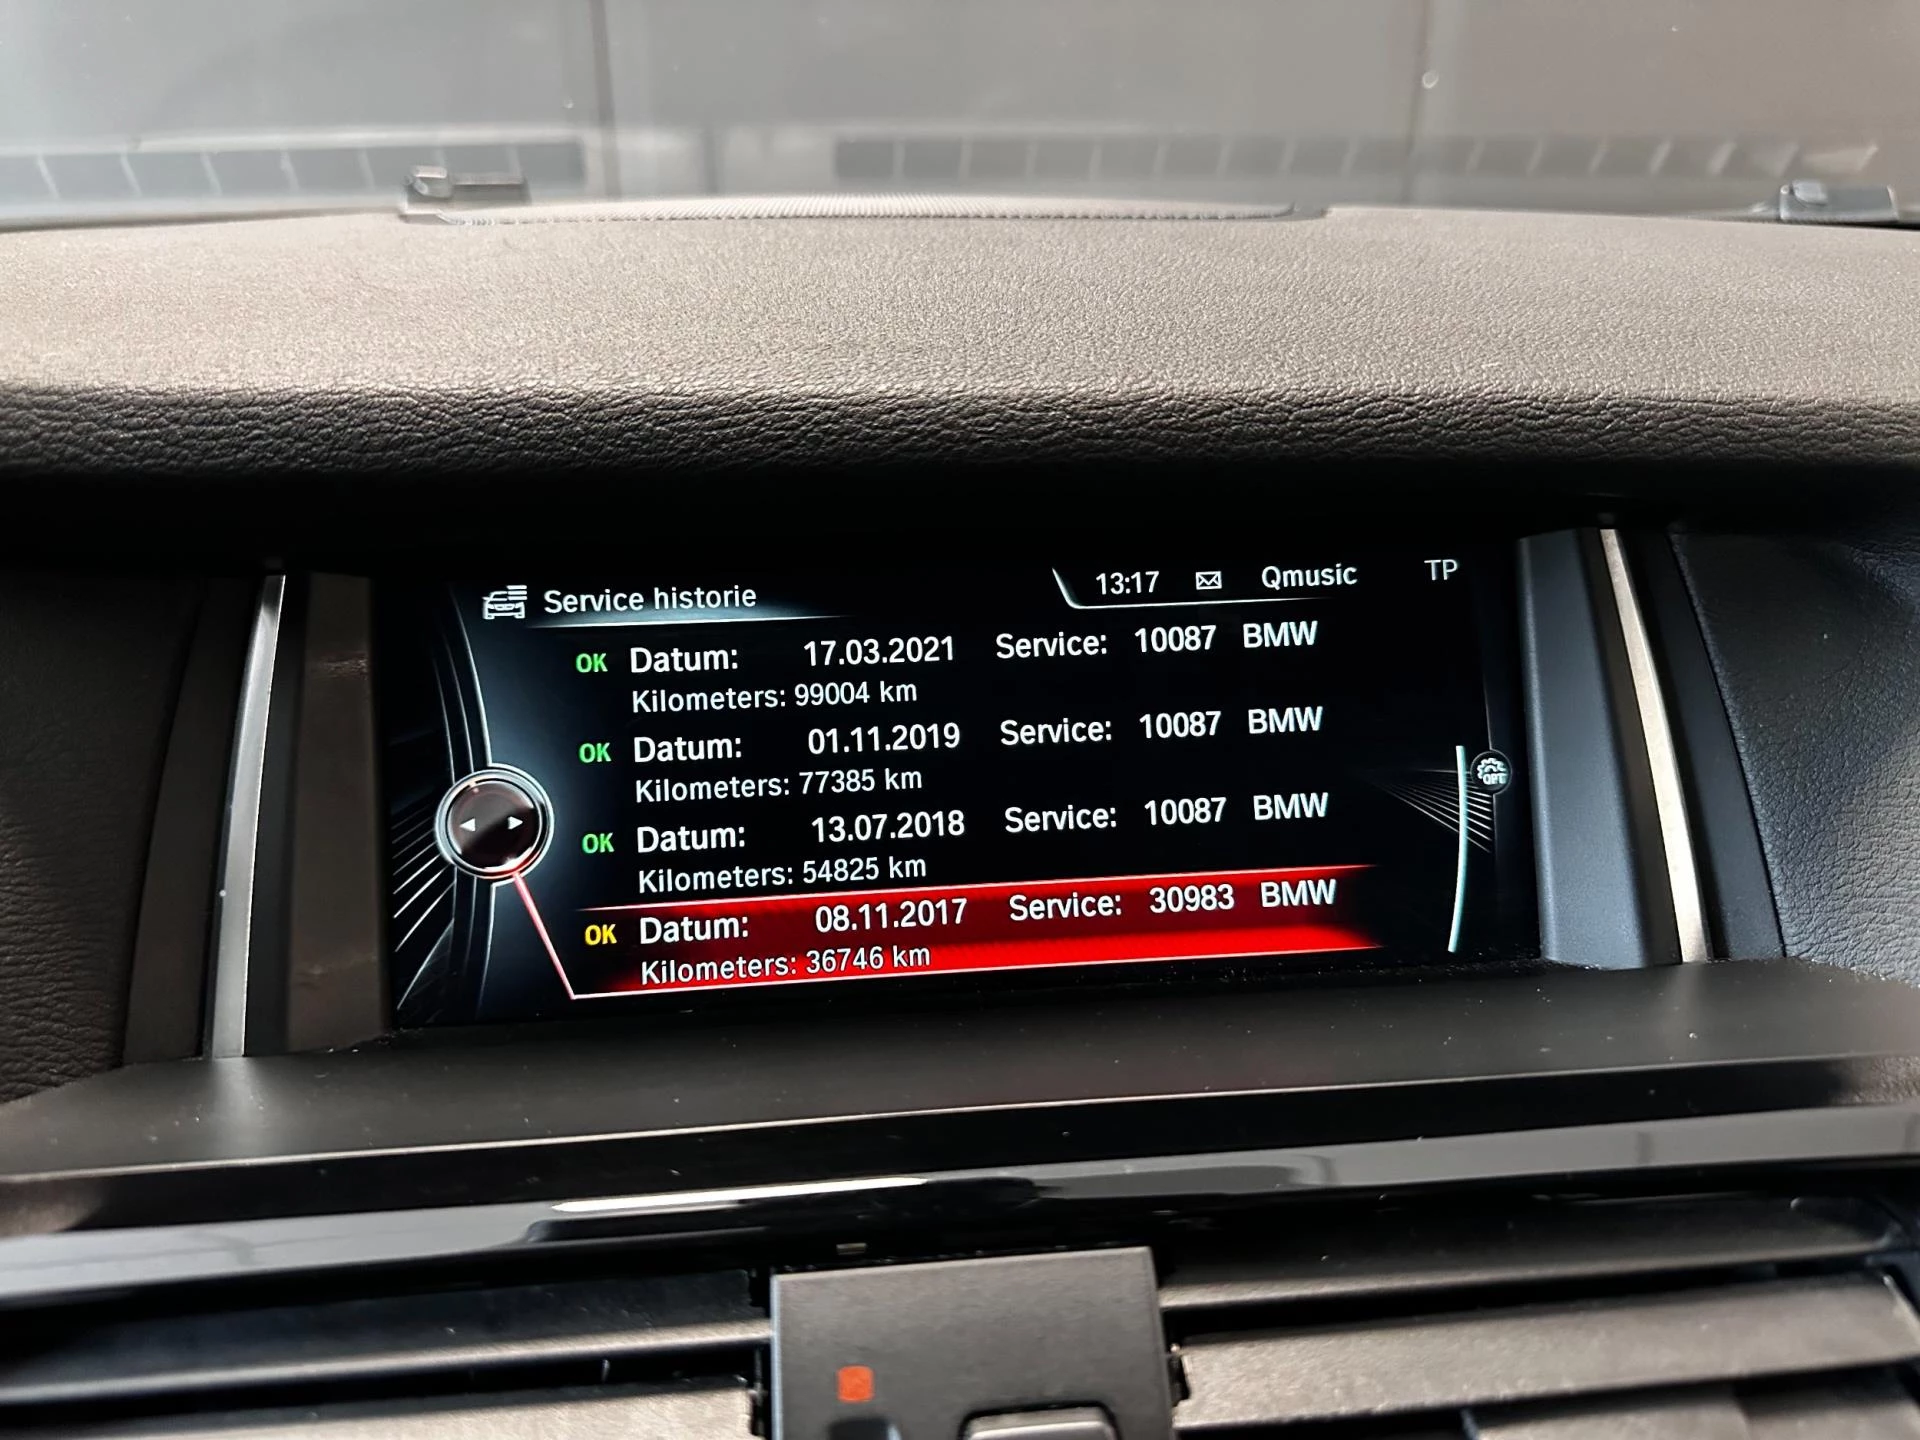 Service historie 13:17 Qmusic TP
OK Datum: 17.03.2021 Service: 10087 BMW
Kilometers: 99004 km
OK Datum: 01.11.2019 Service: 10087 BMW
Kilometers: 77385 km
OK Datum: 13.07.2018 Service: 10087 BMW
Kilometers: 54825 km
OK Datum: 08.11.2017 Service: 30983 BMW
Kilometers: 36746 km
OPT